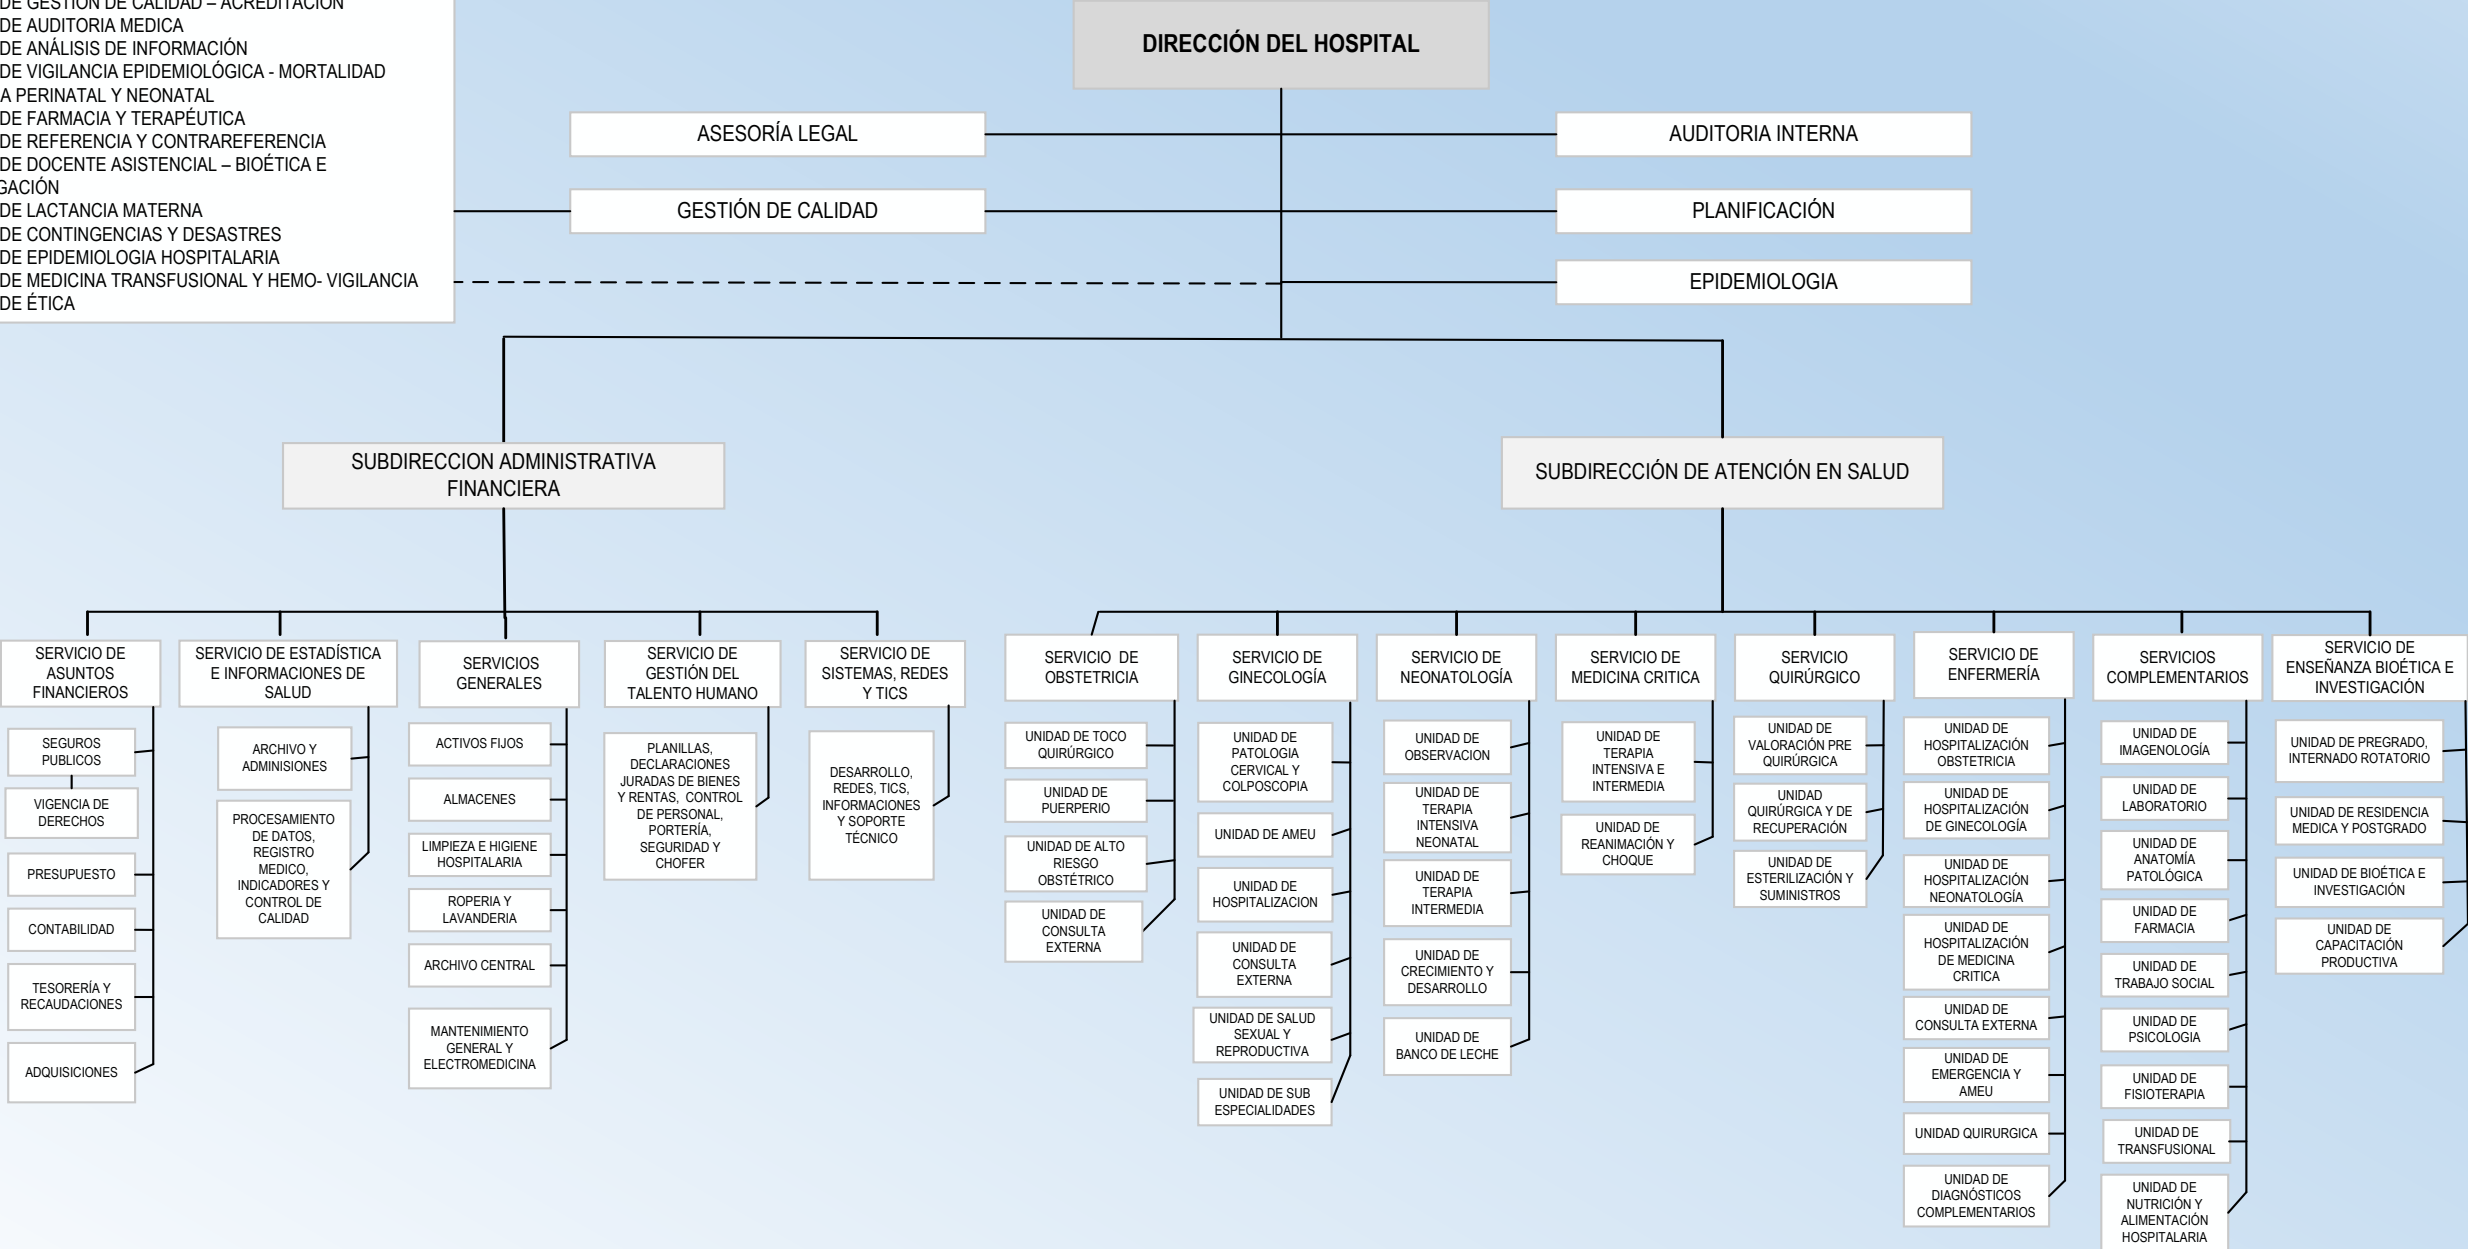 DE GESTIÓN DE CALIDAD – ACREDITACIÓN
DE AUDITORIA MEDICA
DE ANÁLISIS DE INFORMACIÓN
DE VIGILANCIA EPIDEMIOLÓGICA - MORTALIDAD
A PERINATAL Y NEONATAL
DE FARMACIA Y TERAPÉUTICA
DE REFERENCIA Y CONTRAREFERENCIA
DE DOCENTE ASISTENCIAL – BIOÉTICA E
GACIÓN
DE LACTANCIA MATERNA
DE CONTINGENCIAS Y DESASTRES
DE EPIDEMIOLOGIA HOSPITALARIA
DE MEDICINA TRANSFUSIONAL Y HEMO- VIGILANCIA
DE ÉTICA
DIRECCIÓN DEL HOSPITAL
ASESORÍA LEGAL
AUDITORIA INTERNA
GESTIÓN DE CALIDAD
PLANIFICACIÓN
EPIDEMIOLOGIA
SUBDIRECCION ADMINISTRATIVA
FINANCIERA
SUBDIRECCIÓN DE ATENCIÓN EN SALUD
SERVICIO DE
ASUNTOS
FINANCIEROS
SEGUROS
PUBLICOS
VIGENCIA DE
DERECHOS
PRESUPUESTO
CONTABILIDAD
TESORERÍA Y
RECAUDACIONES
ADQUISICIONES
SERVICIO DE ESTADÍSTICA
E INFORMACIONES DE
SALUD
ARCHIVO Y
ADMINISIONES
PROCESAMIENTO
DE DATOS,
REGISTRO
MEDICO,
INDICADORES Y
CONTROL DE
CALIDAD
SERVICIOS
GENERALES
ACTIVOS FIJOS
ALMACENES
LIMPIEZA E HIGIENE
HOSPITALARIA
ROPERIA Y
LAVANDERIA
ARCHIVO CENTRAL
MANTENIMIENTO
GENERAL Y
ELECTROMEDICINA
SERVICIO DE
GESTIÓN DEL
TALENTO HUMANO
PLANILLAS,
DECLARACIONES
JURADAS DE BIENES
Y RENTAS, CONTROL
DE PERSONAL,
PORTERÍA,
SEGURIDAD Y
CHOFER
SERVICIO DE
SISTEMAS, REDES
Y TICS
DESARROLLO,
REDES, TICS,
INFORMACIONES
Y SOPORTE
TÉCNICO
SERVICIO DE
OBSTETRICIA
UNIDAD DE TOCO
QUIRÚRGICO
UNIDAD DE
PUERPERIO
UNIDAD DE ALTO
RIESGO
OBSTÉTRICO
UNIDAD DE
CONSULTA
EXTERNA
SERVICIO DE
GINECOLOGÍA
UNIDAD DE
PATOLOGIA
CERVICAL Y
COLPOSCOPIA
UNIDAD DE AMEU
UNIDAD DE
HOSPITALIZACION
UNIDAD DE
CONSULTA
EXTERNA
UNIDAD DE SALUD
SEXUAL Y
REPRODUCTIVA
UNIDAD DE SUB
ESPECIALIDADES
SERVICIO DE
NEONATOLOGÍA
UNIDAD DE
OBSERVACION
UNIDAD DE
TERAPIA
INTENSIVA
NEONATAL
UNIDAD DE
TERAPIA
INTERMEDIA
UNIDAD DE
CRECIMIENTO Y
DESARROLLO
UNIDAD DE
BANCO DE LECHE
SERVICIO DE
MEDICINA CRITICA
UNIDAD DE
TERAPIA
INTENSIVA E
INTERMEDIA
UNIDAD DE
REANIMACIÓN Y
CHOQUE
SERVICIO
QUIRÚRGICO
UNIDAD DE
VALORACIÓN PRE
QUIRÚRGICA
UNIDAD
QUIRÚRGICA Y DE
RECUPERACIÓN
UNIDAD DE
ESTERILIZACIÓN Y
SUMINISTROS
SERVICIO DE
ENFERMERÍA
UNIDAD DE
HOSPITALIZACIÓN
OBSTETRICIA
UNIDAD DE
HOSPITALIZACIÓN
DE GINECOLOGÍA
UNIDAD DE
HOSPITALIZACIÓN
NEONATOLOGÍA
UNIDAD DE
HOSPITALIZACIÓN
DE MEDICINA
CRITICA
UNIDAD DE
CONSULTA EXTERNA
UNIDAD DE
EMERGENCIA Y
AMEU
UNIDAD QUIRURGICA
UNIDAD DE
DIAGNÓSTICOS
COMPLEMENTARIOS
SERVICIOS
COMPLEMENTARIOS
UNIDAD DE
IMAGENOLOGÍA
UNIDAD DE
LABORATORIO
UNIDAD DE
ANATOMÍA
PATOLÓGICA
UNIDAD DE
FARMACIA
UNIDAD DE
TRABAJO SOCIAL
UNIDAD DE
PSICOLOGIA
UNIDAD DE
FISIOTERAPIA
UNIDAD DE
TRANSFUSIONAL
UNIDAD DE
NUTRICIÓN Y
ALIMENTACIÓN
HOSPITALARIA
SERVICIO DE
ENSEÑANZA BIOÉTICA E
INVESTIGACIÓN
UNIDAD DE PREGRADO,
INTERNADO ROTATORIO
UNIDAD DE RESIDENCIA
MEDICA Y POSTGRADO
UNIDAD DE BIOÉTICA E
INVESTIGACIÓN
UNIDAD DE
CAPACITACIÓN
PRODUCTIVA